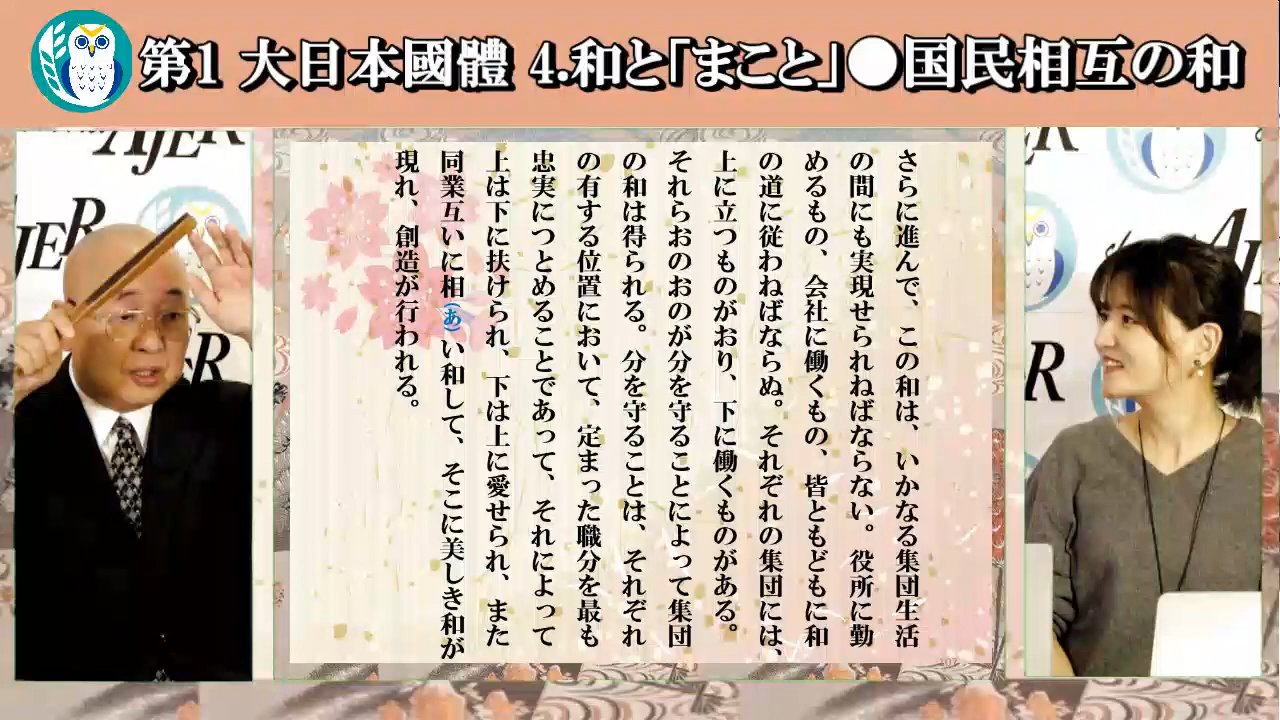 第1 大日本國體 4.和と「まこと」●国民相互の和
AJER
JER
ER
R
さらに進んで、この和は、いかなる集団生活
の間にも実現せられねばならない。役所に勤
めるもの、会社に働くもの、皆ともどもに和
の道に従わねばならぬ。それぞれの集団には、
上に立つものがおり、下に働くものがある。
それらおのおのが分を守ることによって集団
の和は得られる。分を守ることは、それぞれ
の有する位置において、定まった職分を最も
忠実につとめることであって、それによって
上は下に扶けられ、下は上に愛せられ、また
同業互いに相(あ)い和して、そこに美しき和が
現れ、創造が行われる。